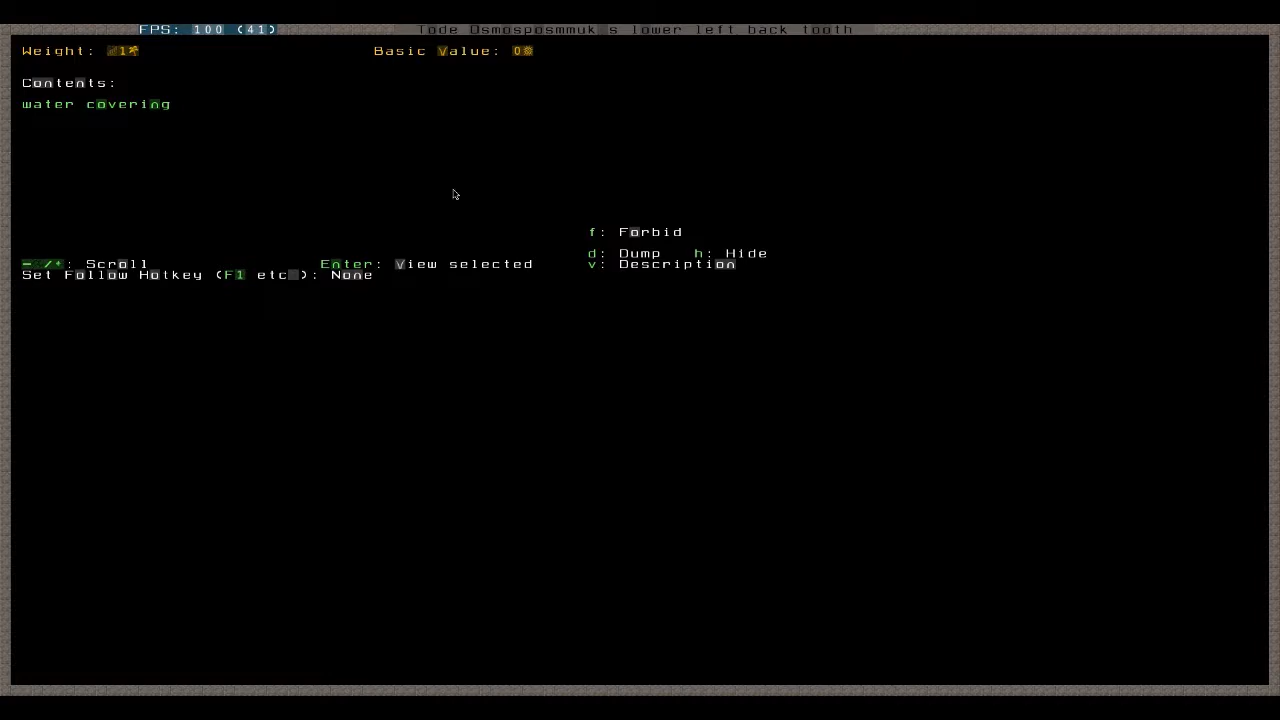 FPS: 100 (41) Tode Osmosposmmuk s lower left back tooth
Weight: 1 Basic Value: 0☼
Contents:
water covering
f: Forbid
d: Dump h: Hide
- /+: Scroll Enter: View selected v: Description
Set Follow Hotkey (F1 etc ): None